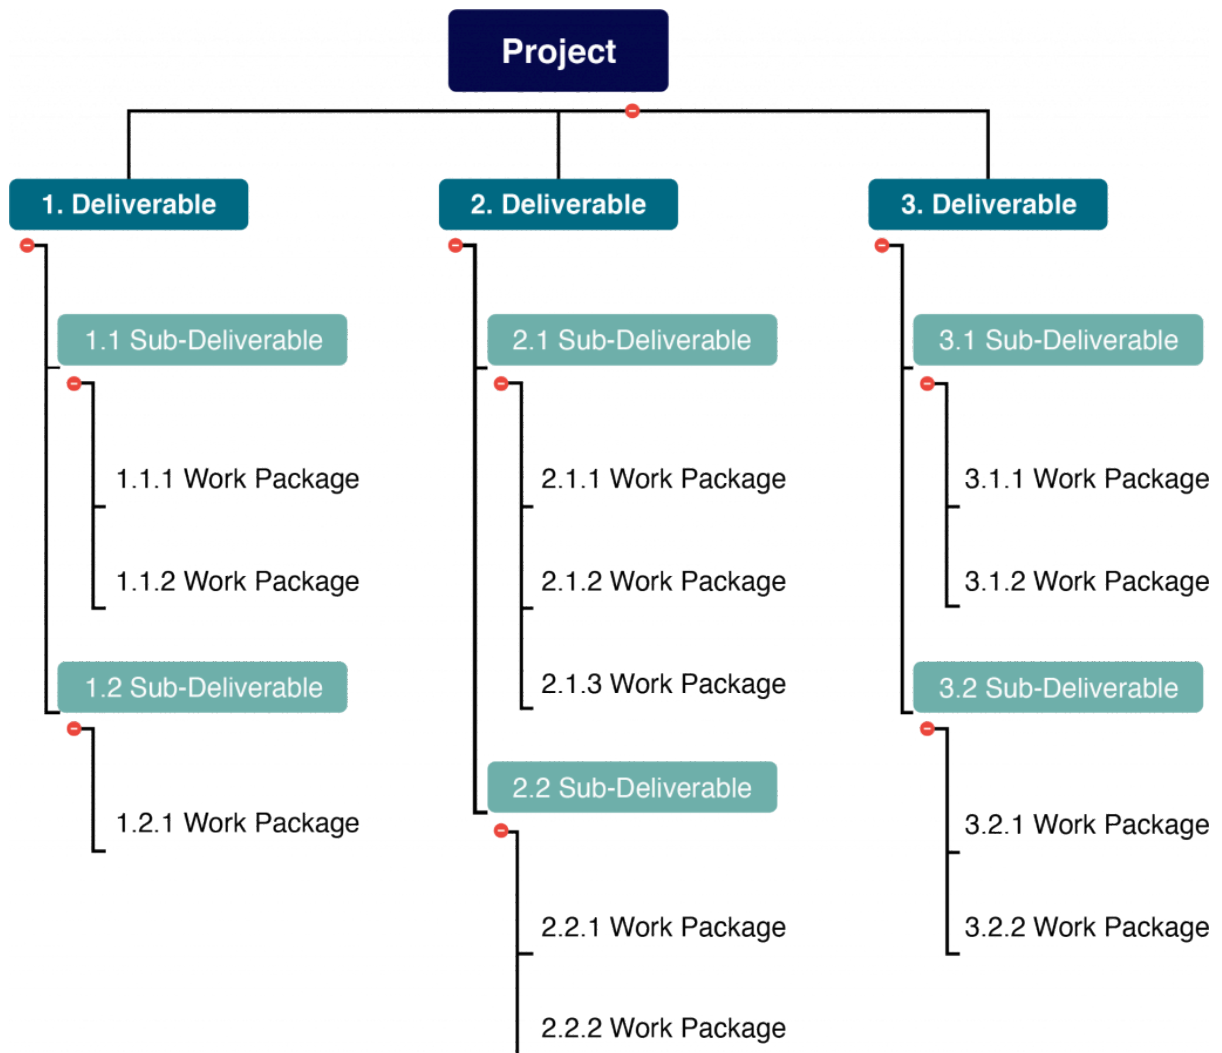 Project
1. Deliverable
1.1 Sub-Deliverable
1.1.1 Work Package
1.1.2 Work Package
1.2 Sub-Deliverable
1.2.1 Work Package
2. Deliverable
2.1 Sub-Deliverable
2.1.1 Work Package
2.1.2 Work Package
2.1.3 Work Package
2.2 Sub-Deliverable
2.2.1 Work Package
2.2.2 Work Package
3. Deliverable
3.1 Sub-Deliverable
3.1.1 Work Package
3.1.2 Work Package
3.2 Sub-Deliverable
3.2.1 Work Package
3.2.2 Work Package